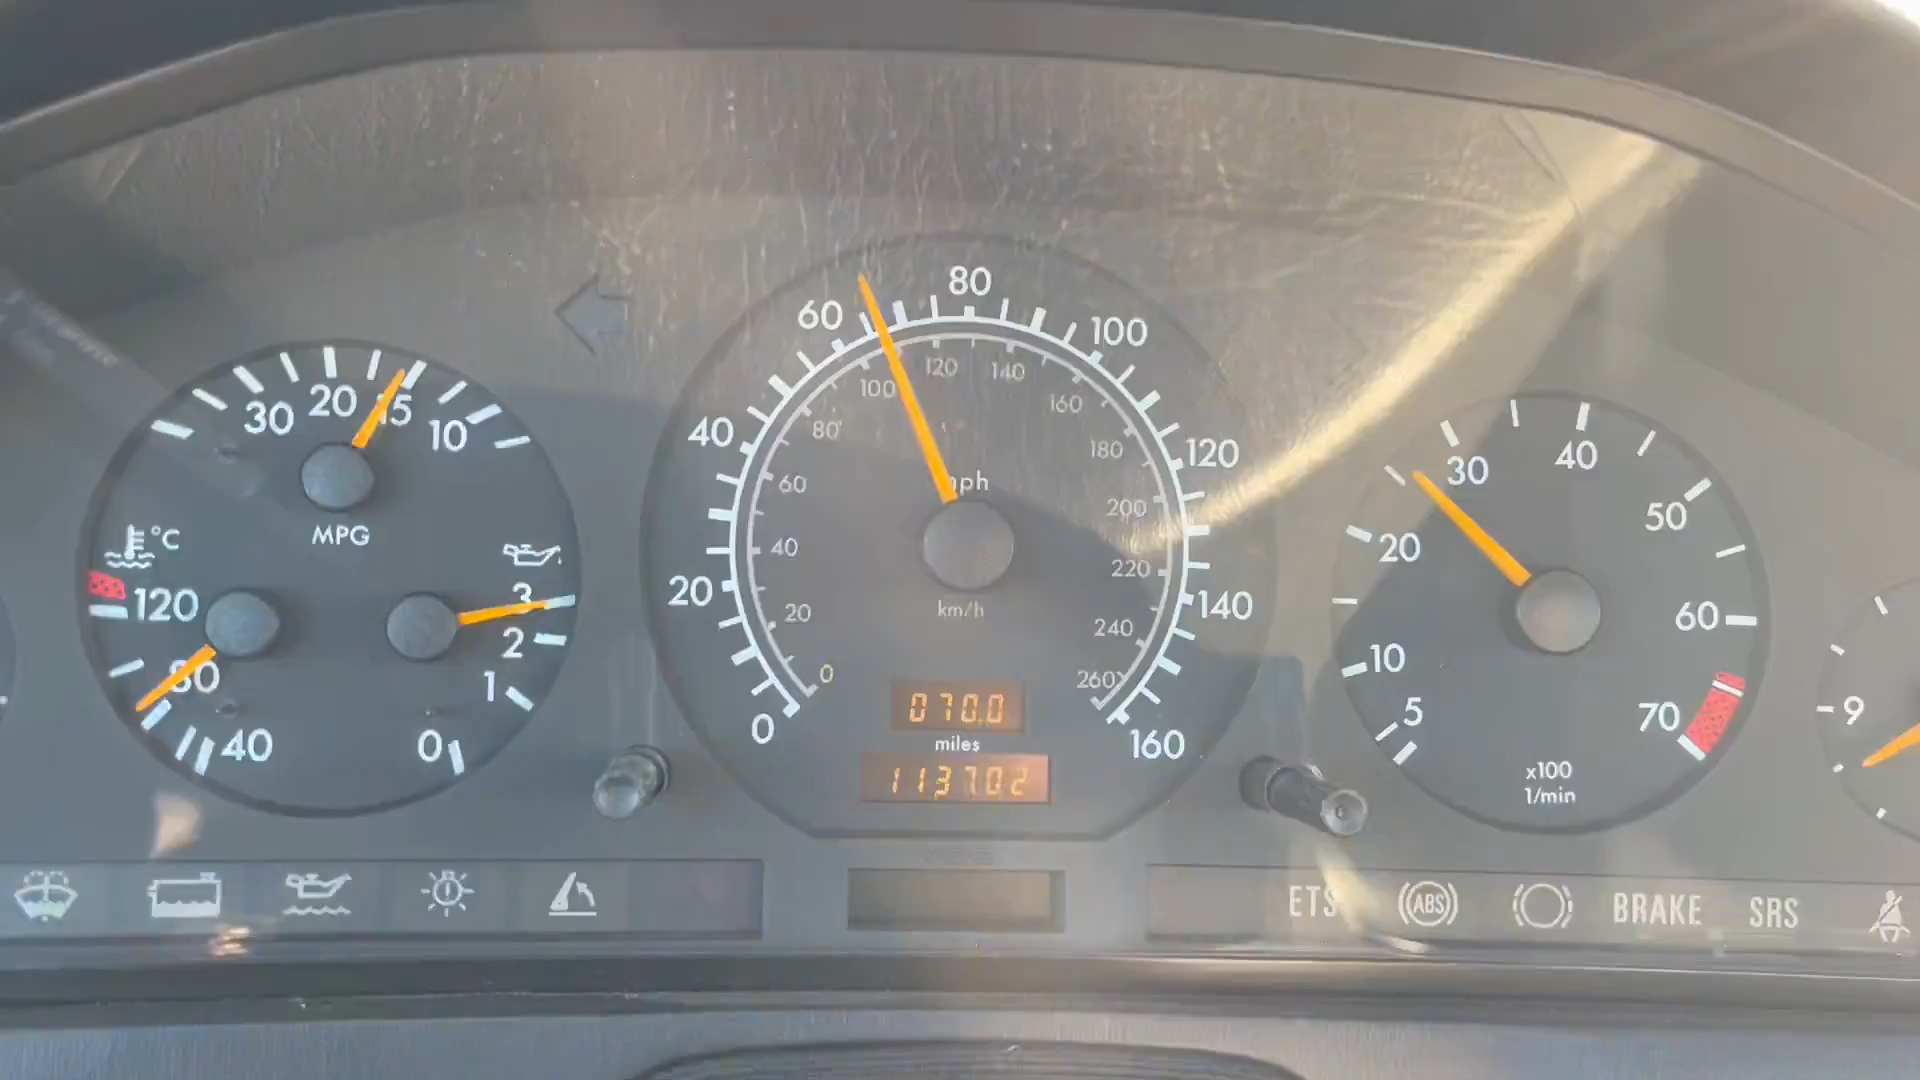 30 20 15 10
MPG
°C
120
80
40
3
2
1
0
0 20 40 60 80 100 120 140 160
mph
0 20 40 60 80 100 120 140 160 180 200 220 240 260
km/h
070.0
miles
113702
5 10 20 30 40 50 60 70
x100
1/min
9
ETS ABS BRAKE SRS